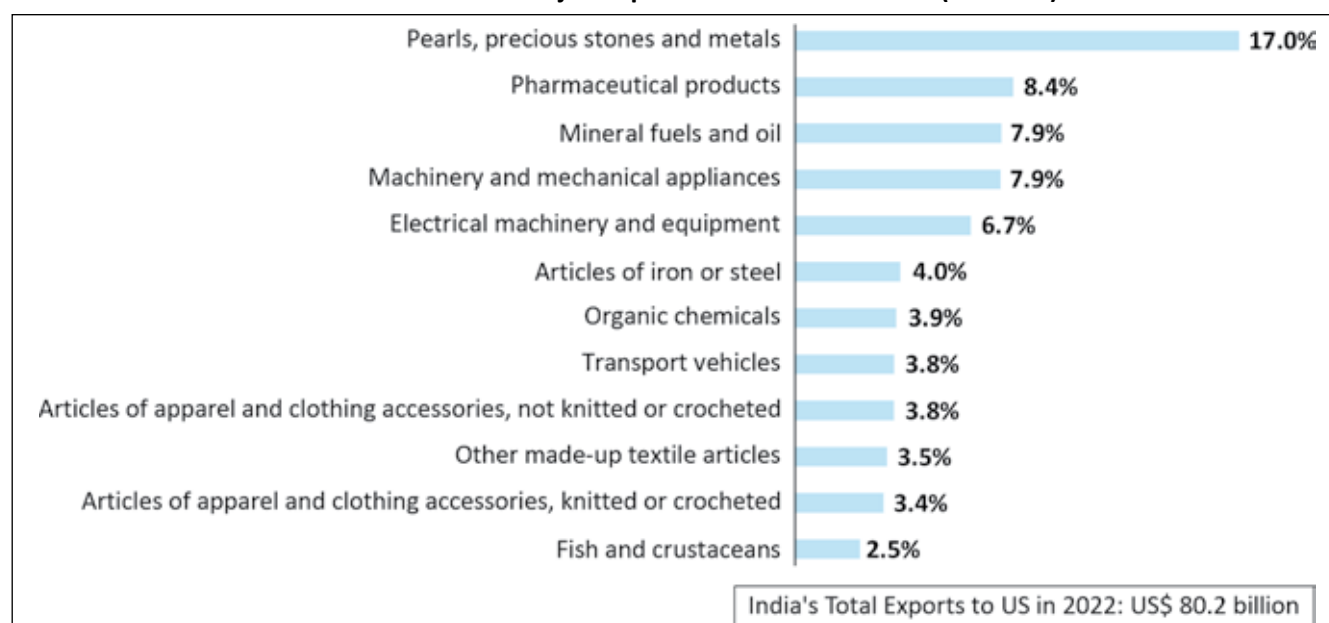 Pearls, precious stones and metals 17.0%
Pharmaceutical products 8.4%
Mineral fuels and oil 7.9%
Machinery and mechanical appliances 7.9%
Electrical machinery and equipment 6.7%
Articles of iron or steel 4.0%
Organic chemicals 3.9%
Transport vehicles 3.8%
Articles of apparel and clothing accessories, not knitted or crocheted 3.8%
Other made-up textile articles 3.5%
Articles of apparel and clothing accessories, knitted or crocheted 3.4%
Fish and crustaceans 2.5%
India's Total Exports to US in 2022: US$ 80.2 billion